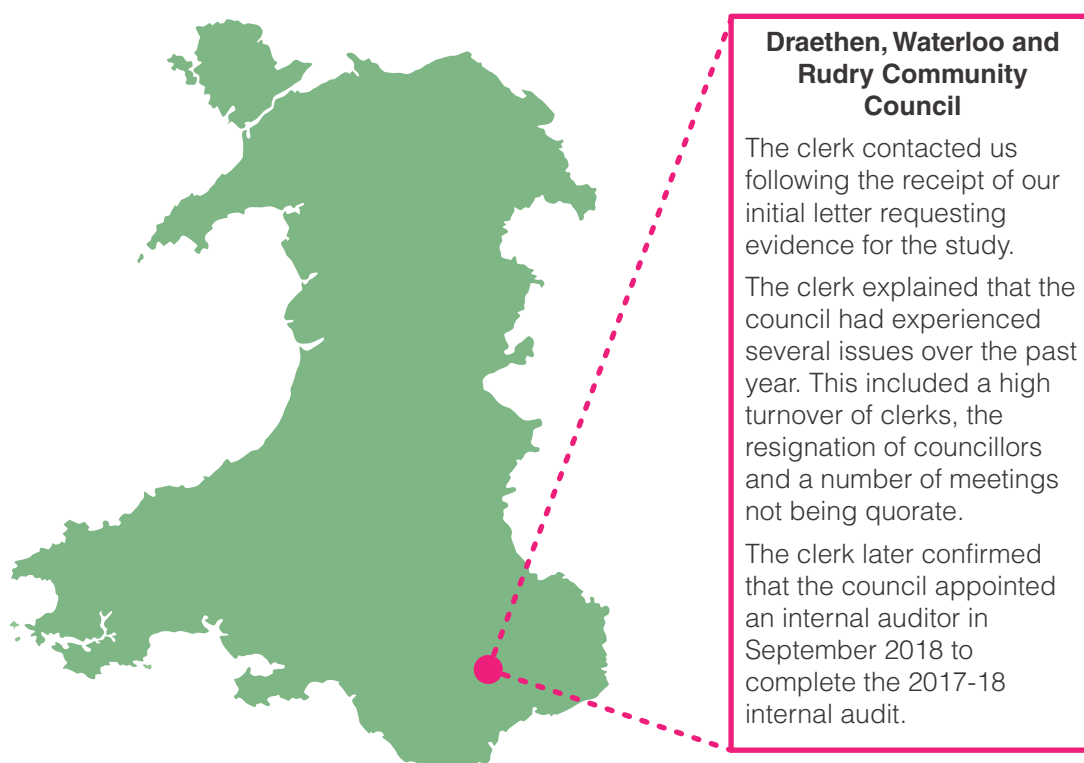 Draethen, Waterloo and
Rudry Community
Council
The clerk contacted us
following the receipt of our
initial letter requesting
evidence for the study.
The clerk explained that the
council had experienced
several issues over the past
year. This included a high
turnover of clerks, the
resignation of councillors
and a number of meetings
not being quorate.
The clerk later confirmed
that the council appointed
an internal auditor in
September 2018 to
complete the 2017-18
internal audit.